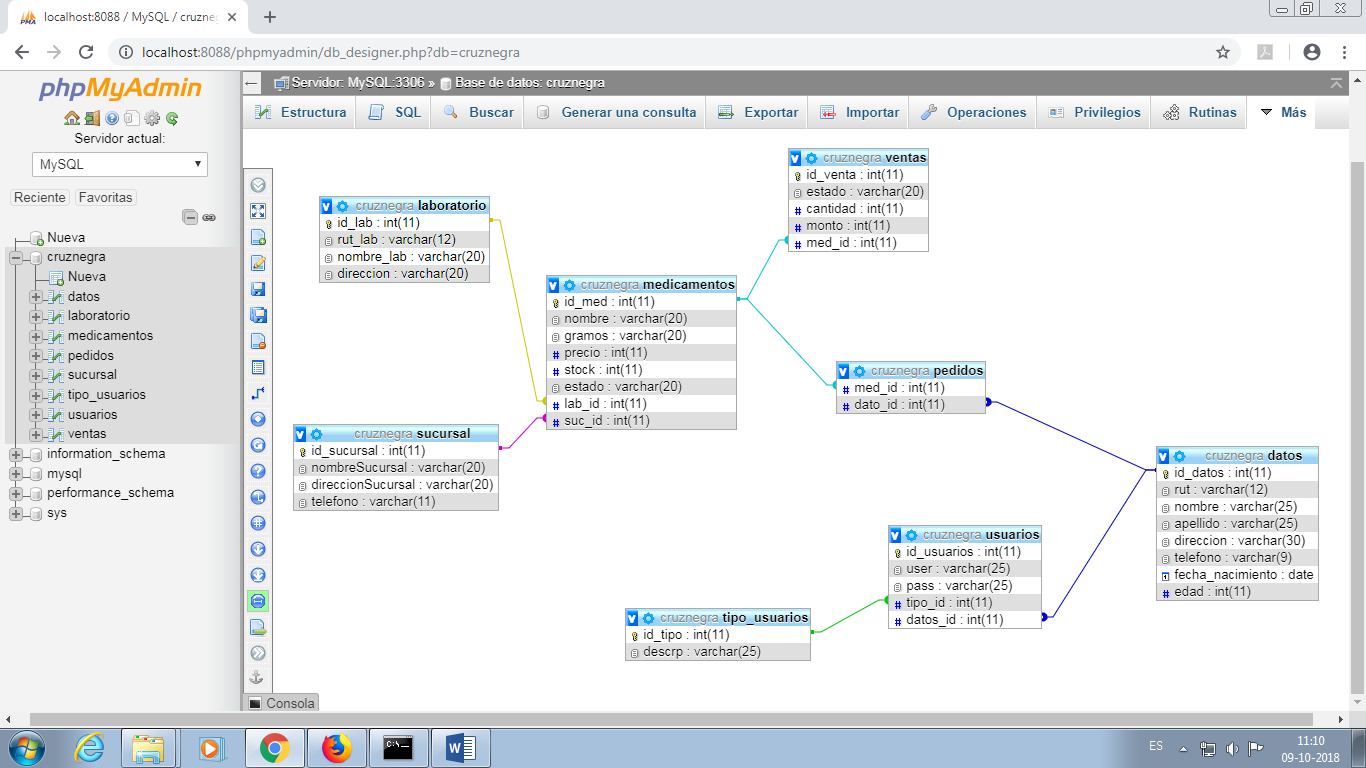 localhost:8088 / MySQL / cruzne
localhost:8088/phpmyadmin/db_designer.php?db=cruznegra
phpMyAdmin
Servidor actual:
MySQL
Reciente Favoritas
Nueva
cruznegra
Nueva
datos
laboratorio
medicamentos
pedidos
sucursal
tipo_usuarios
usuarios
ventas
information_schema
mysql
performance_schema
sys
Servidor: MySQL:3306 » Base de datos: cruznegra
Estructura SQL Buscar Generar una consulta Exportar Importar Operaciones Privilegios Rutinas Más
cruznegra ventas
id_venta : int(11)
estado : varchar(20)
cantidad : int(11)
monto : int(11)
med_id : int(11)
cruznegra laboratorio
id_lab : int(11)
rut_lab : varchar(12)
nombre_lab : varchar(20)
direccion : varchar(20)
cruznegra medicamentos
id_med : int(11)
nombre : varchar(20)
gramos : varchar(20)
precio : int(11)
stock : int(11)
estado : varchar(20)
lab_id : int(11)
suc_id : int(11)
cruznegra pedidos
med_id : int(11)
dato_id : int(11)
cruznegra sucursal
id_sucursal : int(11)
nombreSucursal : varchar(20)
direccionSucursal : varchar(20)
telefono : varchar(11)
cruznegra datos
id_datos : int(11)
rut : varchar(12)
nombre : varchar(25)
apellido : varchar(25)
direccion : varchar(30)
telefono : varchar(9)
fecha_nacimiento : date
edad : int(11)
cruznegra usuarios
id_usuarios : int(11)
user : varchar(25)
pass : varchar(25)
tipo_id : int(11)
datos_id : int(11)
cruznegra tipo_usuarios
id_tipo : int(11)
descrp : varchar(25)
Consola
ES
11:10
09-10-2018